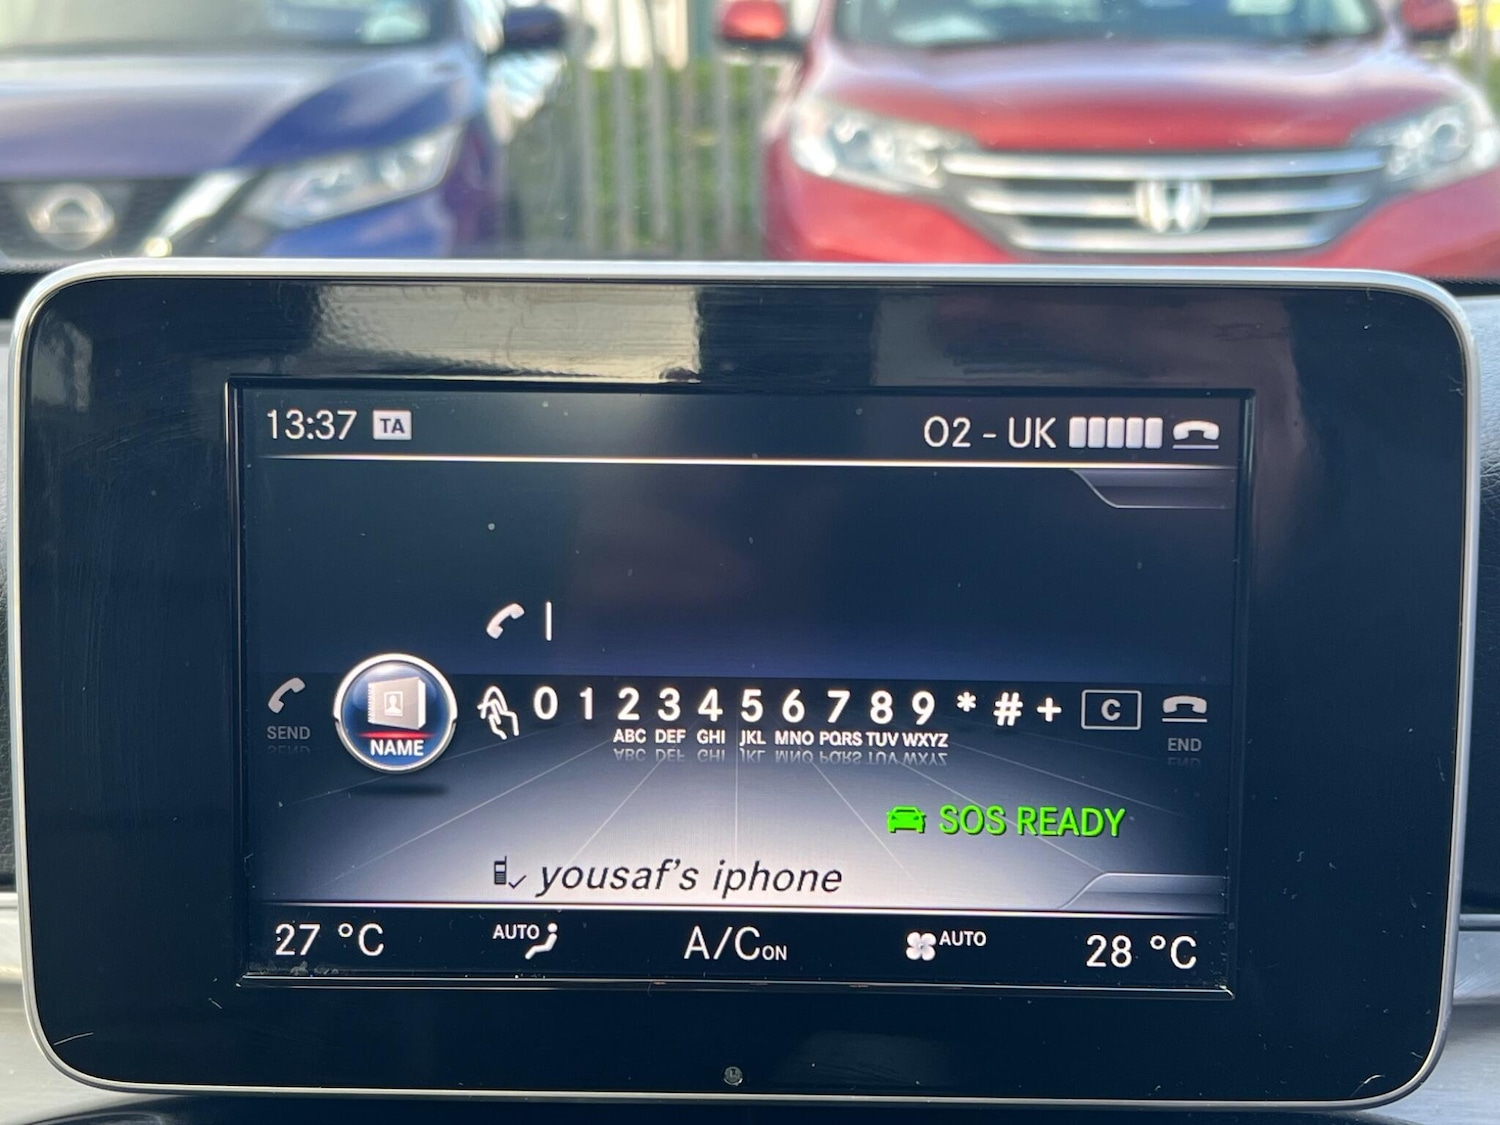 13:37 TA O2 - UK
SEND NAME 0 1 2 3 4 5 6 7 8 9 * # + C END
ABC DEF GHI JKL MNO PQRS TUV WXYZ
SOS READY
yousaf's iphone
27 °C AUTO A/C ON AUTO 28 °C